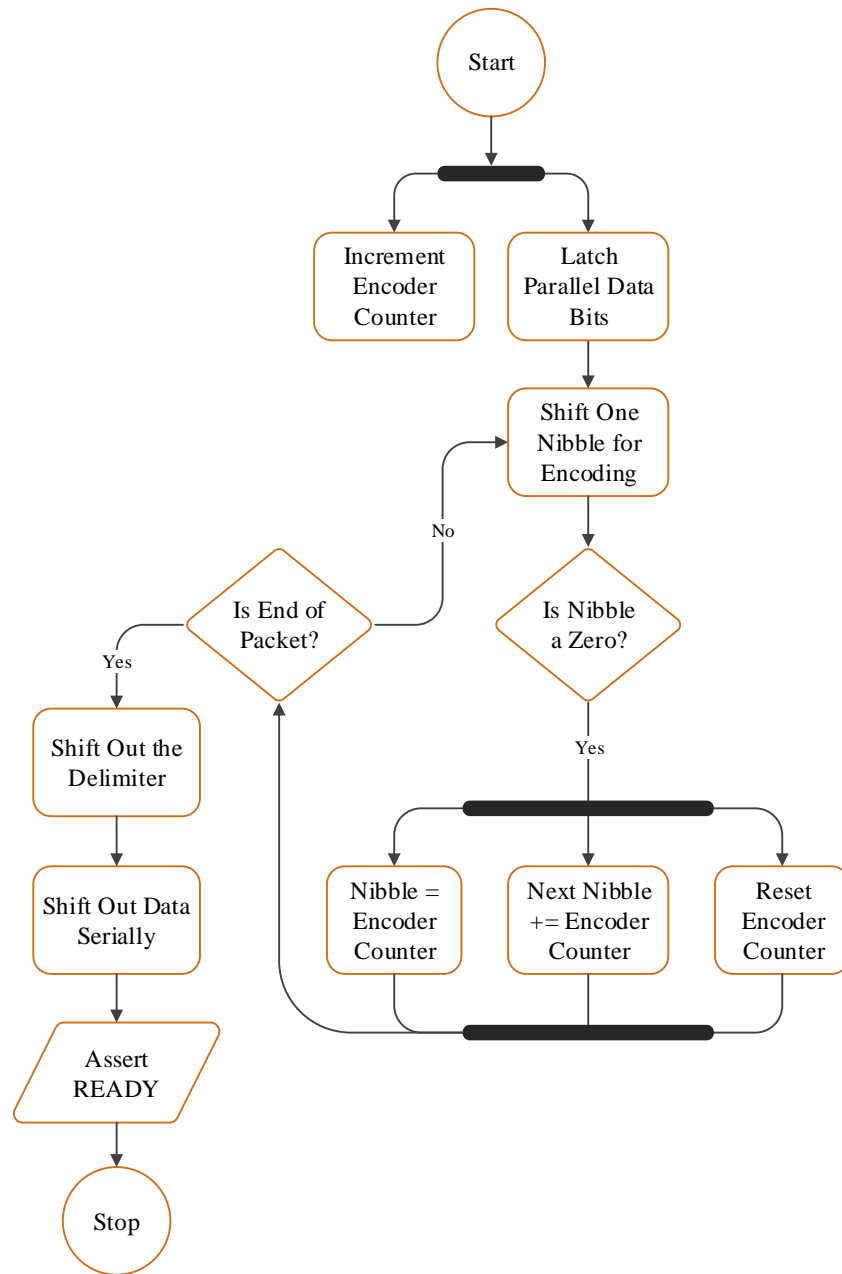 Start
Increment
Encoder
Counter
Latch
Parallel Data
Bits
Shift One
Nibble for
Encoding
No
Is End of
Packet?
Is Nibble
a Zero?
Yes
Shift Out the
Delimiter
Yes
Nibble =
Encoder
Counter
Next Nibble
+= Encoder
Counter
Reset
Encoder
Counter
Shift Out Data
Serially
Assert
READY
Stop